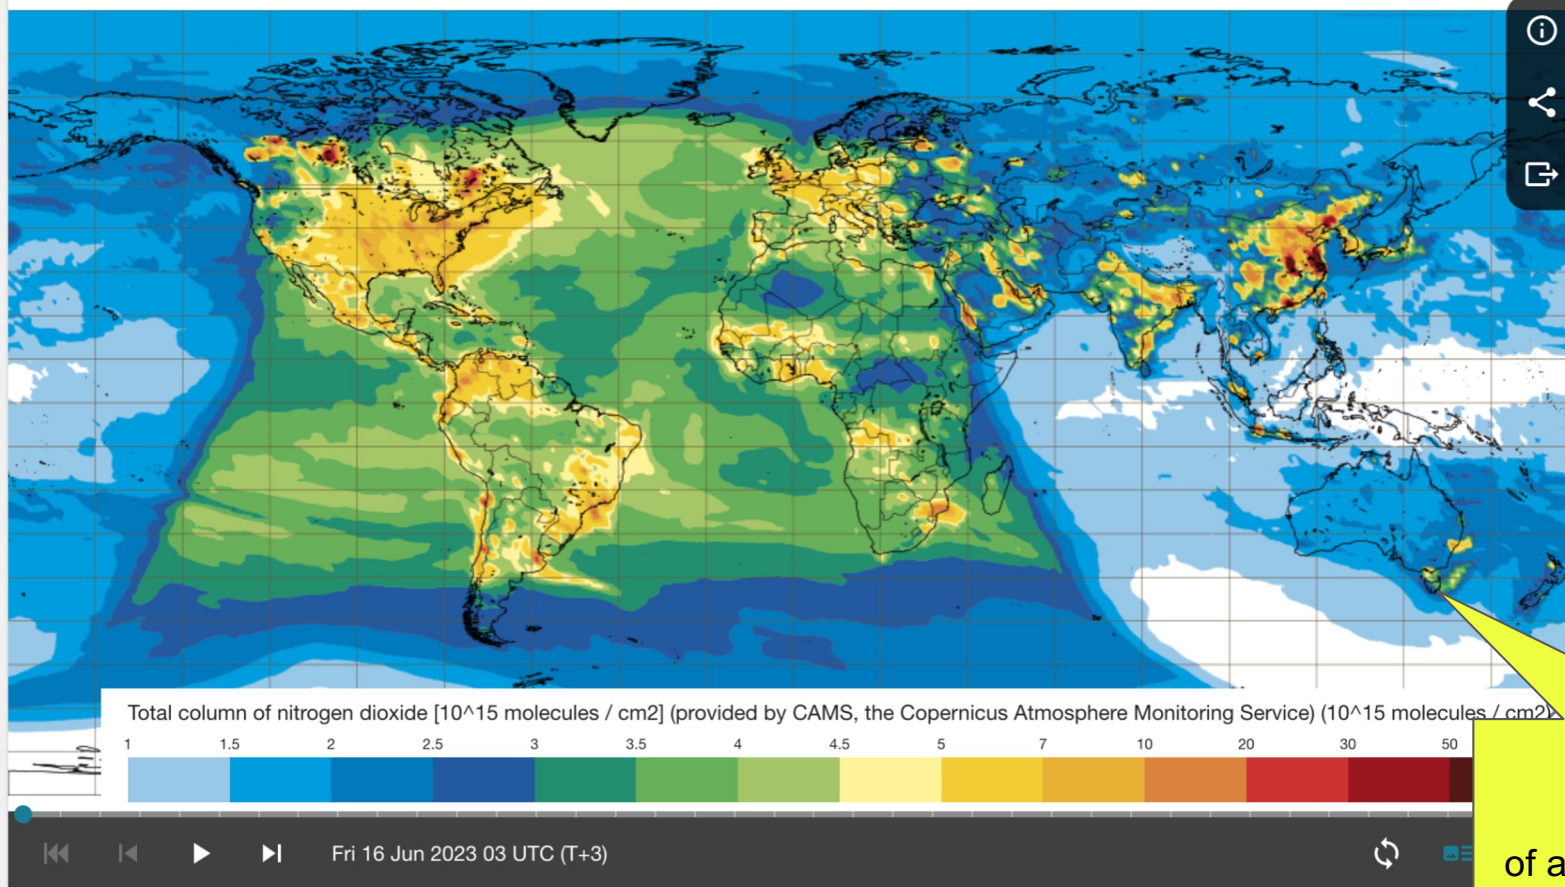 Total column of nitrogen dioxide [10^15 molecules / cm2] (provided by CAMS, the Copernicus Atmosphere Monitoring Service) (10^15 molecules / cm2)
1 1.5 2 2.5 3 3.5 4 4.5 5 7 10 20 30 50
Fri 16 Jun 2023 03 UTC (T+3)
of a